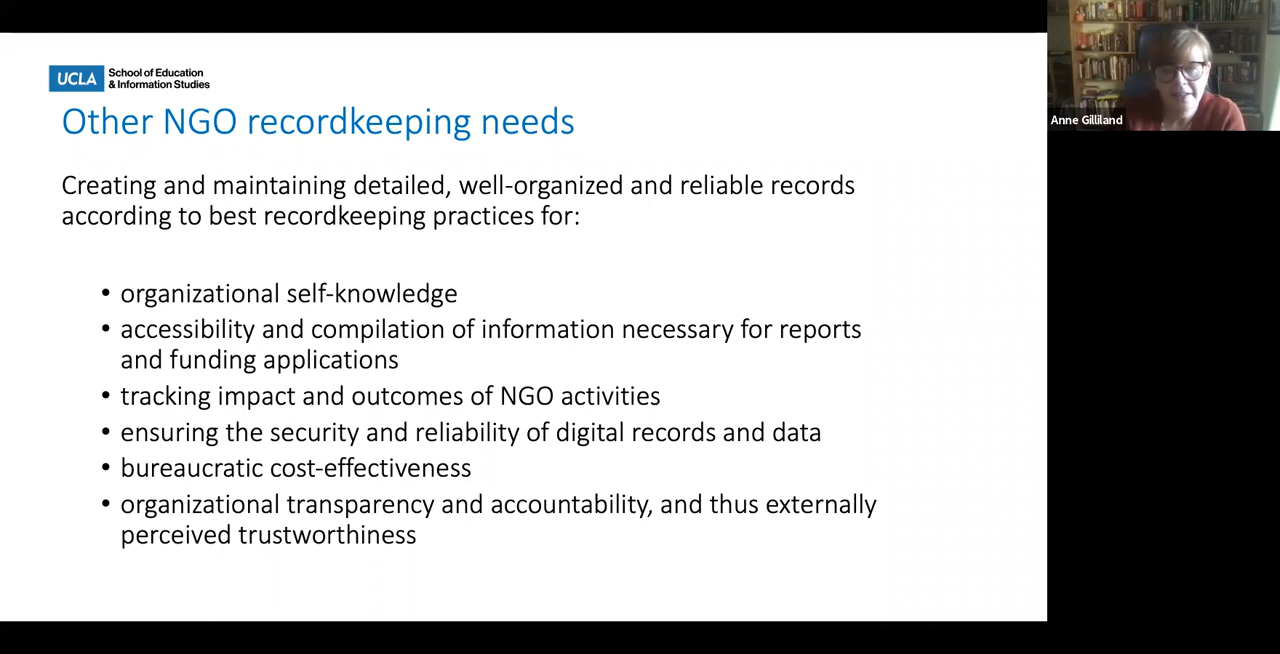 UCLA School of Education
& Information Studies
Other NGO recordkeeping needs
Creating and maintaining detailed, well-organized and reliable records
according to best recordkeeping practices for:
• organizational self-knowledge
• accessibility and compilation of information necessary for reports
and funding applications
• tracking impact and outcomes of NGO activities
• ensuring the security and reliability of digital records and data
• bureaucratic cost-effectiveness
• organizational transparency and accountability, and thus externally
perceived trustworthiness
Anne Gilliland